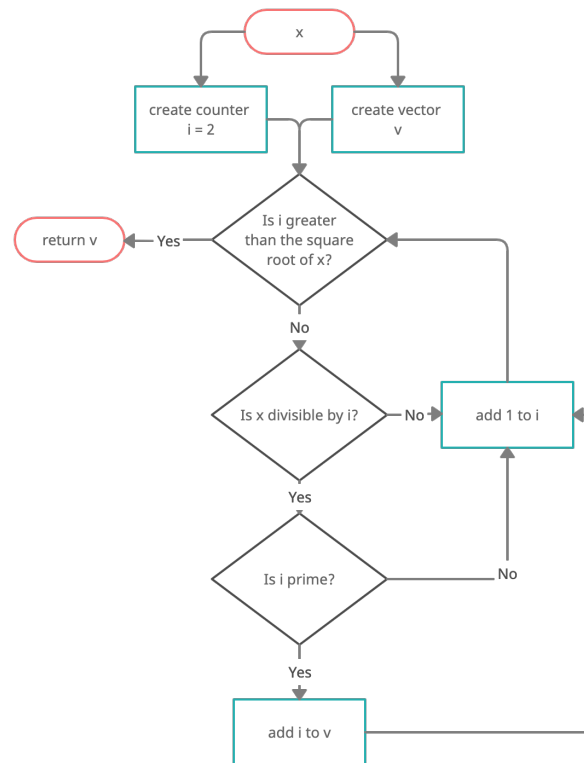 x
create counter
i = 2
create vector
v
Is i greater
than the square
root of x?
return v
Yes
No
Is x divisible by i?
No
add 1 to i
Yes
Is i prime?
No
Yes
add i to v